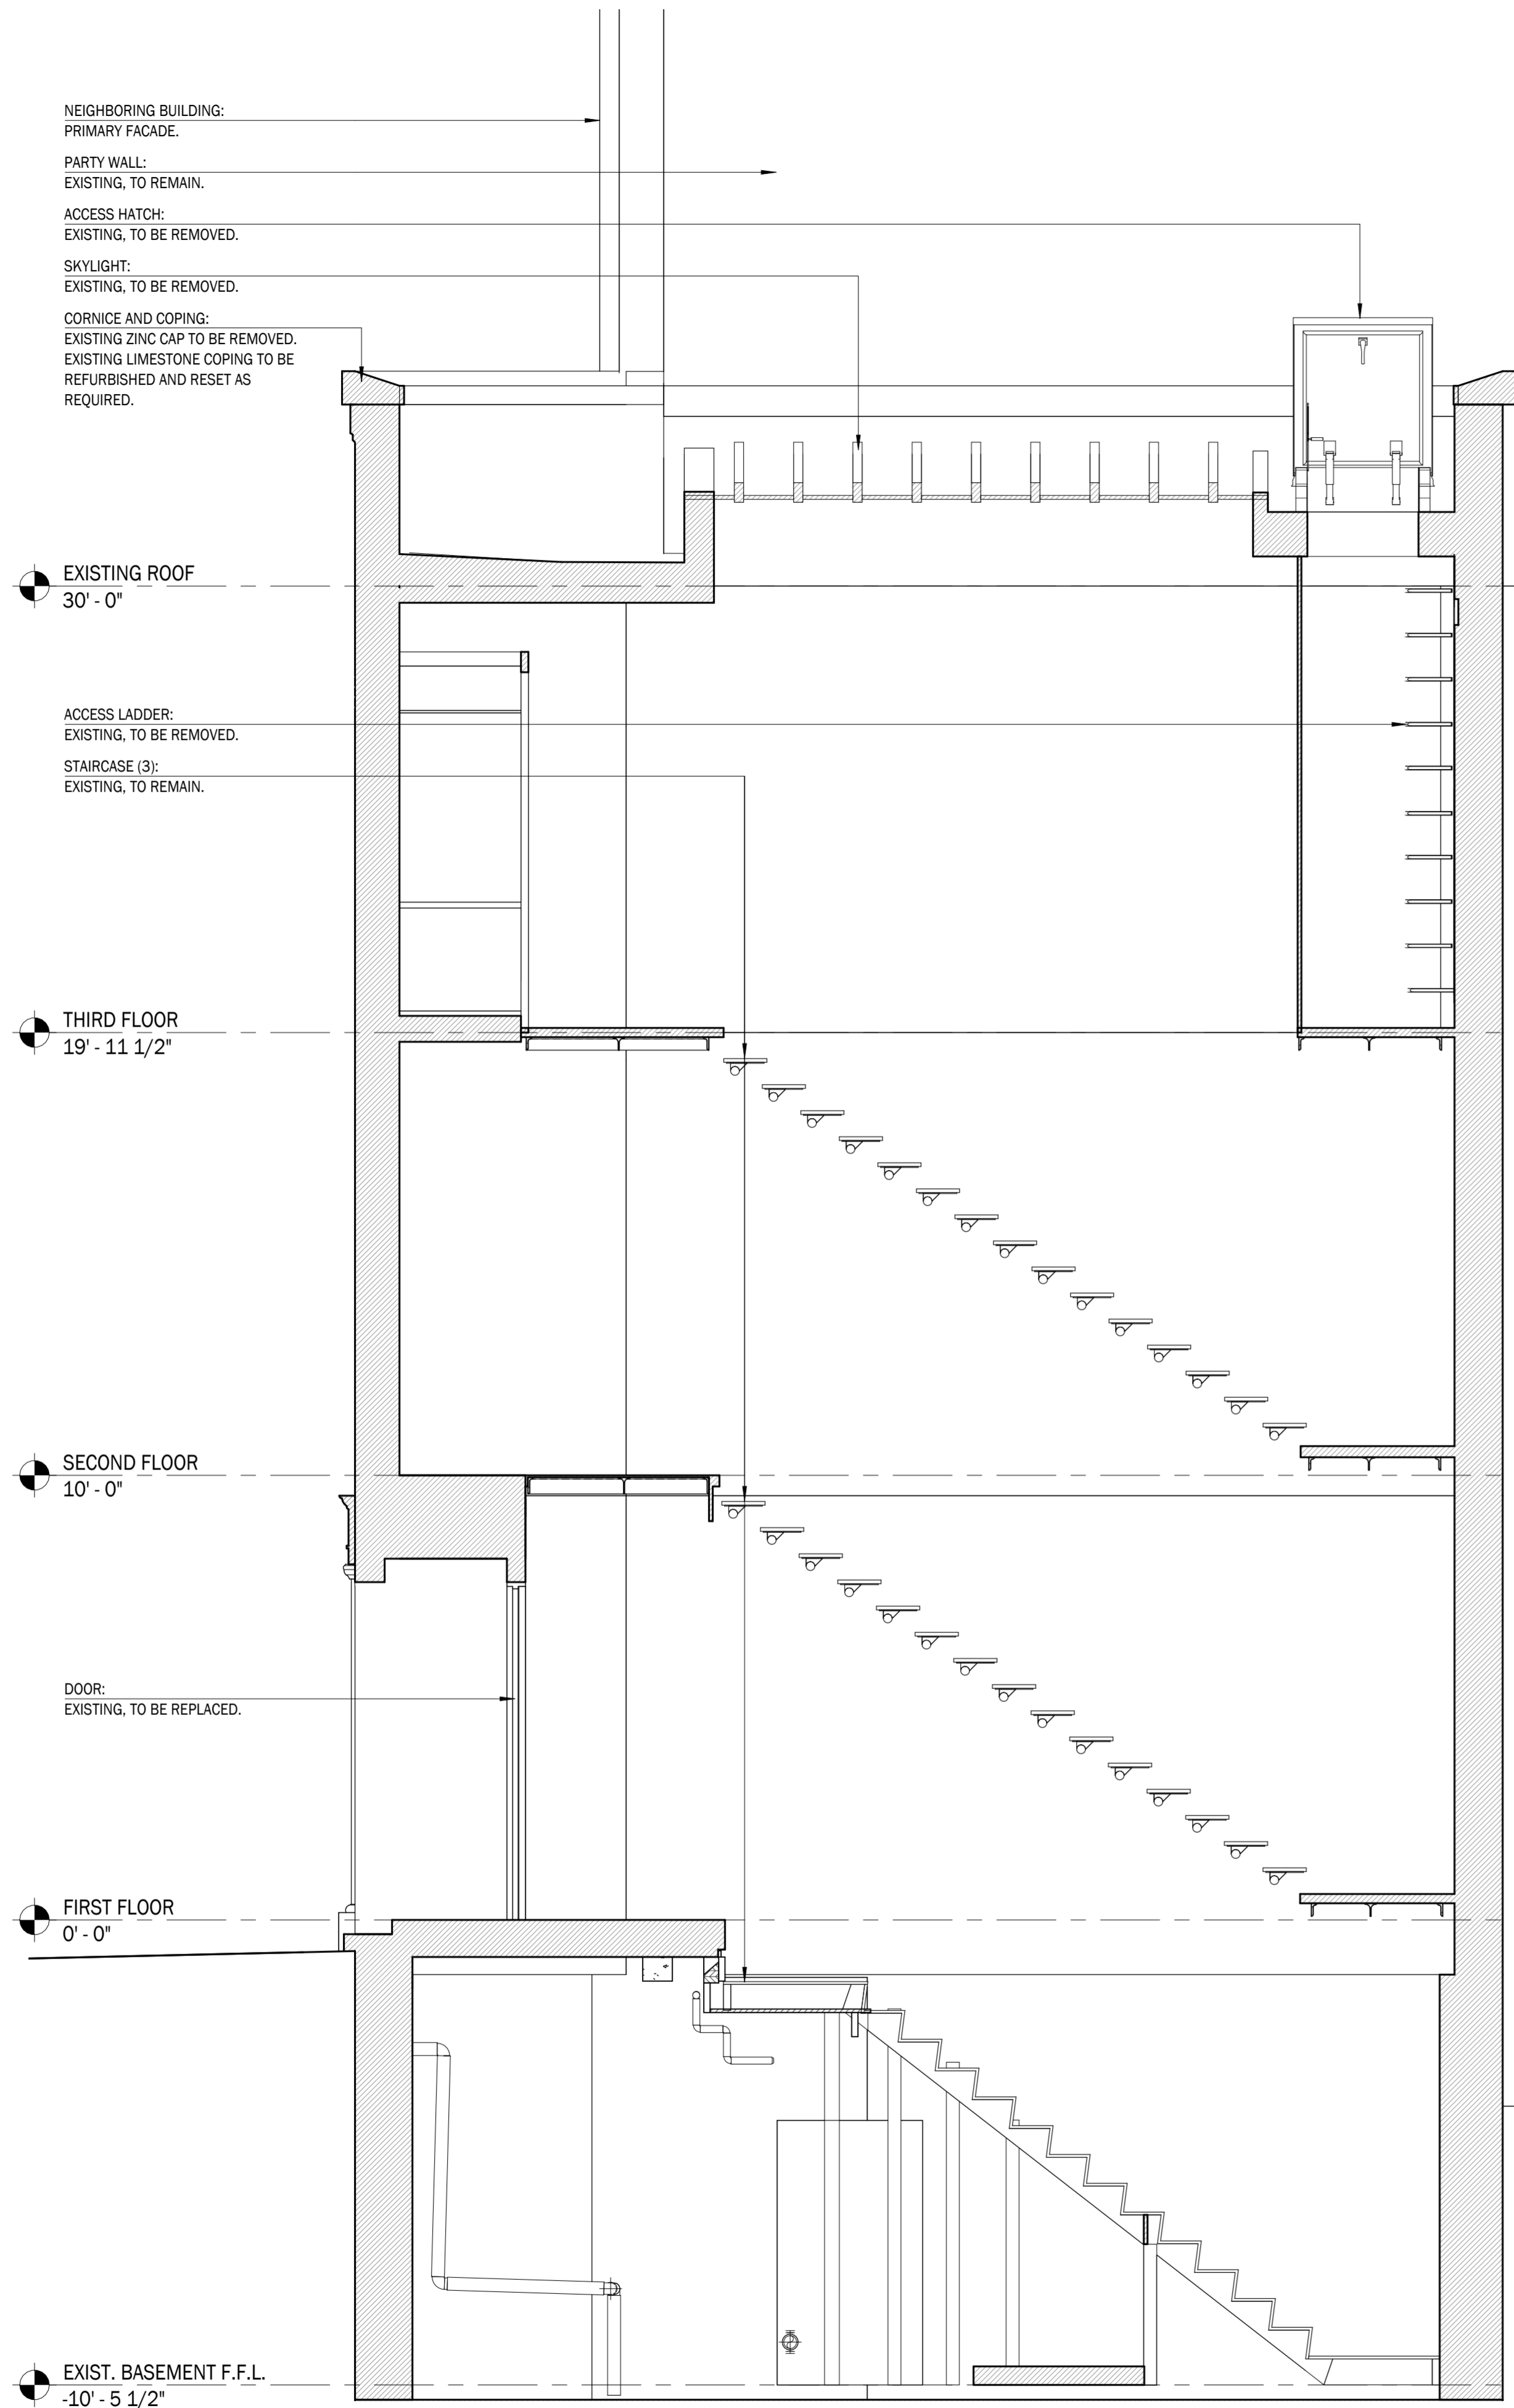 NEIGHBORING BUILDING:
PRIMARY FACADE.
PARTY WALL:
EXISTING, TO REMAIN.
ACCESS HATCH:
EXISTING, TO BE REMOVED.
SKYLIGHT:
EXISTING, TO BE REMOVED.
CORNICE AND COPING:
EXISTING ZINC CAP TO BE REMOVED.
EXISTING LIMESTONE COPING TO BE
REFURBISHED AND RESET AS
REQUIRED.
EXISTING ROOF
30' - 0"
ACCESS LADDER:
EXISTING, TO BE REMOVED.
STAIRCASE (3):
EXISTING, TO REMAIN.
THIRD FLOOR
19' - 11 1/2"
SECOND FLOOR
10' - 0"
DOOR:
EXISTING, TO BE REPLACED.
FIRST FLOOR
0' - 0"
EXIST. BASEMENT F.F.L.
-10' - 5 1/2"